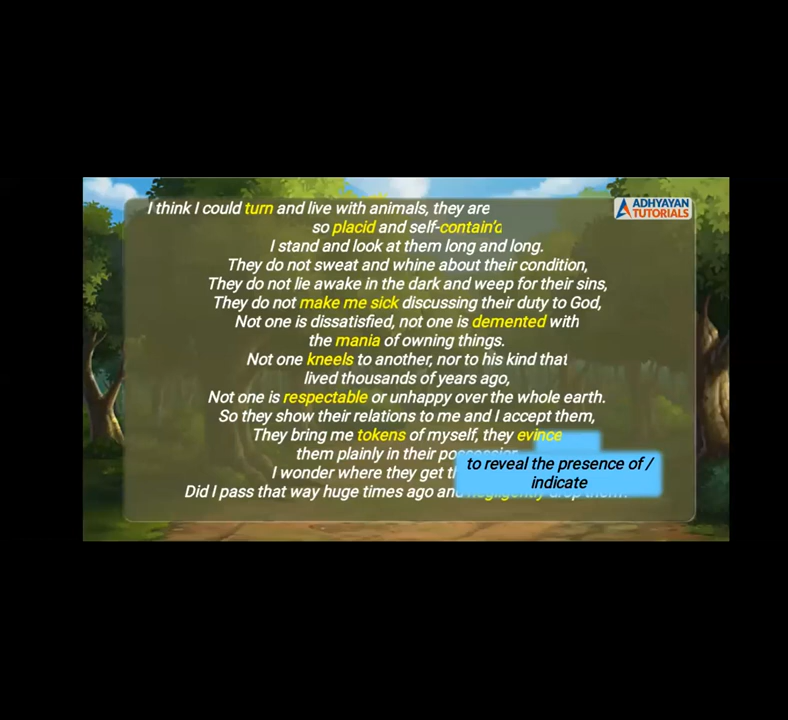 I think I could turn and live with animals, they are
ADHYAYAN
TUTORIALS
so placid and self-contain'd
I stand and look at them long and long.
They do not sweat and whine about their condition,
They do not lie awake in the dark and weep for their sins,
They do not make me sick discussing their duty to God,
Not one is dissatisfied, not one is demented with
the mania of owning things.
Not one kneels to another, nor to his kind that
lived thousands of years ago,
Not one is respectable or unhappy over the whole earth.
So they show their relations to me and I accept them,
They bring me tokens of myself, they evince
them plainly in their
to reveal the presence of /
indicate
I wonder where they get
Did I pass that way huge times ago and negligently drop them?